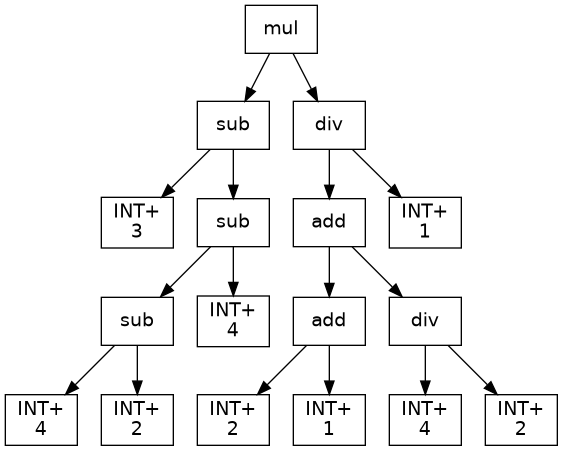 mul
sub
div
INT+
3
sub
add
INT+
1
sub
INT+
4
add
div
INT+
4
INT+
2
INT+
2
INT+
1
INT+
4
INT+
2